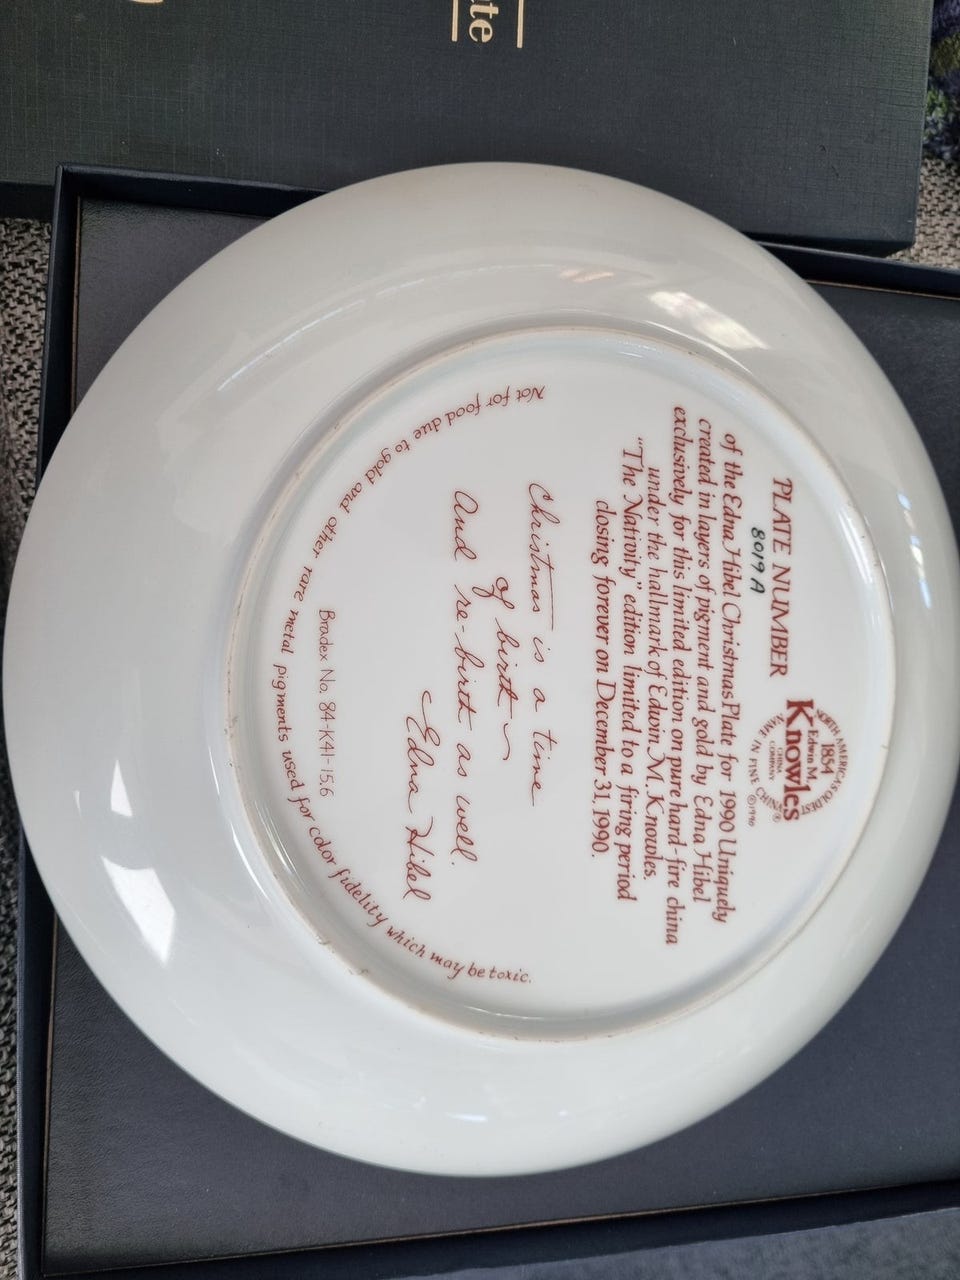 ate
NORTH AMERICA'S OLDEST
NAME IN FINE CHINA®
1854
Edwin M.
Knowles
CHINA
COMPANY
©1990
PLATE NUMBER
8019 A
of the Edna Hibel Christmas Plate for 1990 Uniquely
created in layers of pigment and gold by Edna Hibel
exclusively for this limited edition on pure hard-fire china
under the hallmark of Edwin M. Knowles.
"The Nativity" edition limited to a firing period
closing forever on December 31, 1990.
Christmas is a time
of birth
And re-birth as well.
Edna Hibel
Bradex No. 84-K41-15.6
Not for food due to gold and other rare metal pigments used for color fidelity which may be toxic.